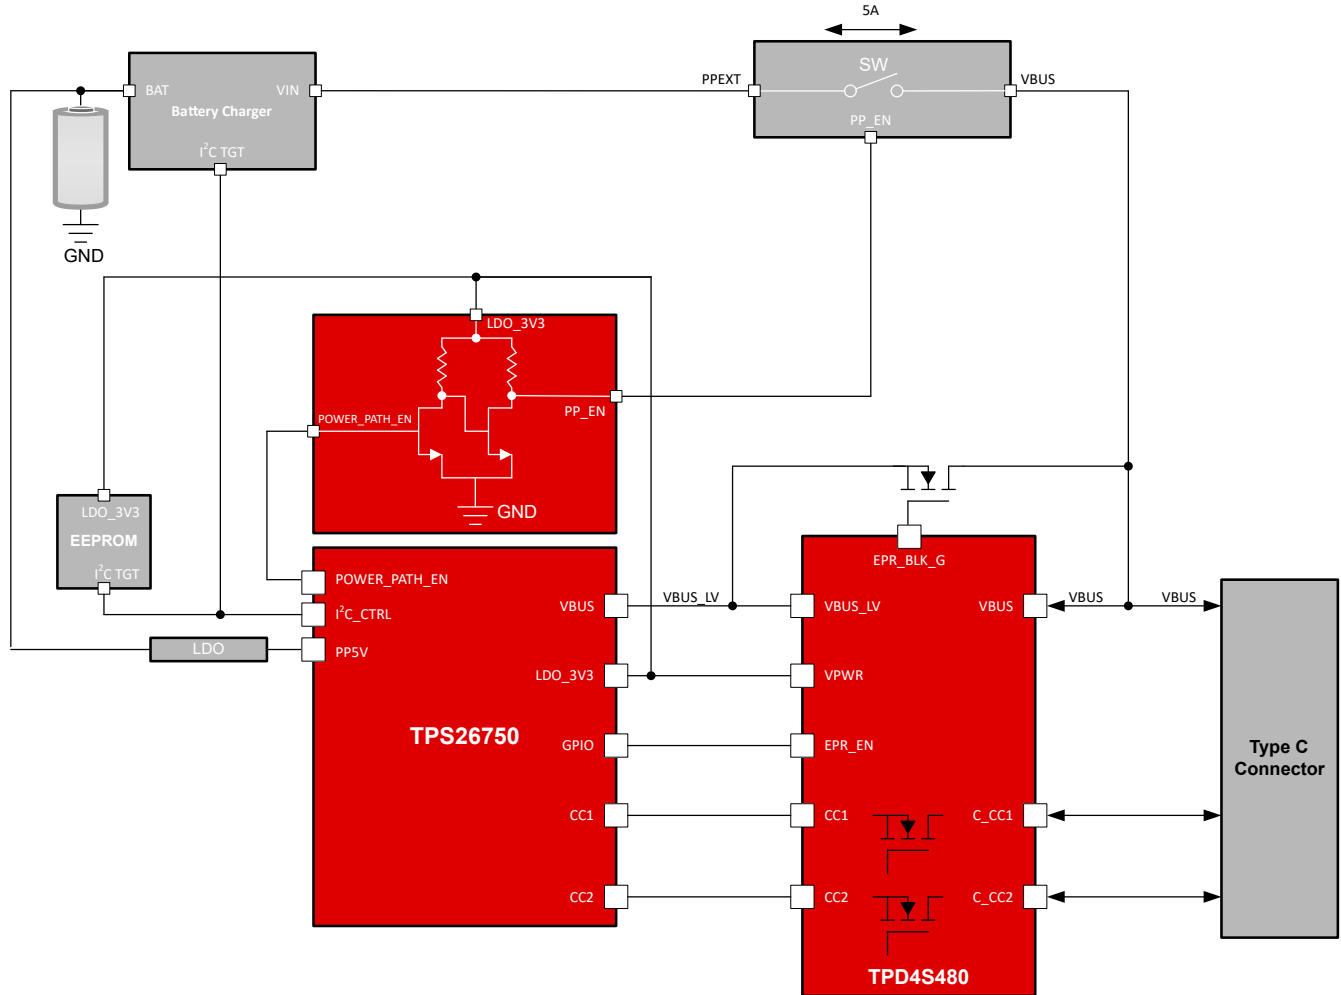 5A
SW
PPEXT
VBUS
PP_EN
BAT
VIN
Battery Charger
I²C TGT
GND
LDO_3V3
POWER_PATH_EN
PP_EN
GND
LDO_3V3
EEPROM
I²C TGT
EPR_BLK_G
POWER_PATH_EN
I²C_CTRL
PP5V
LDO
VBUS
VBUS_LV
VBUS_LV
VBUS
VBUS
VBUS
LDO_3V3
VPWR
TPS26750
GPIO
EPR_EN
Type C
Connector
CC1
CC1
C_CC1
CC2
CC2
C_CC2
TPD4S480